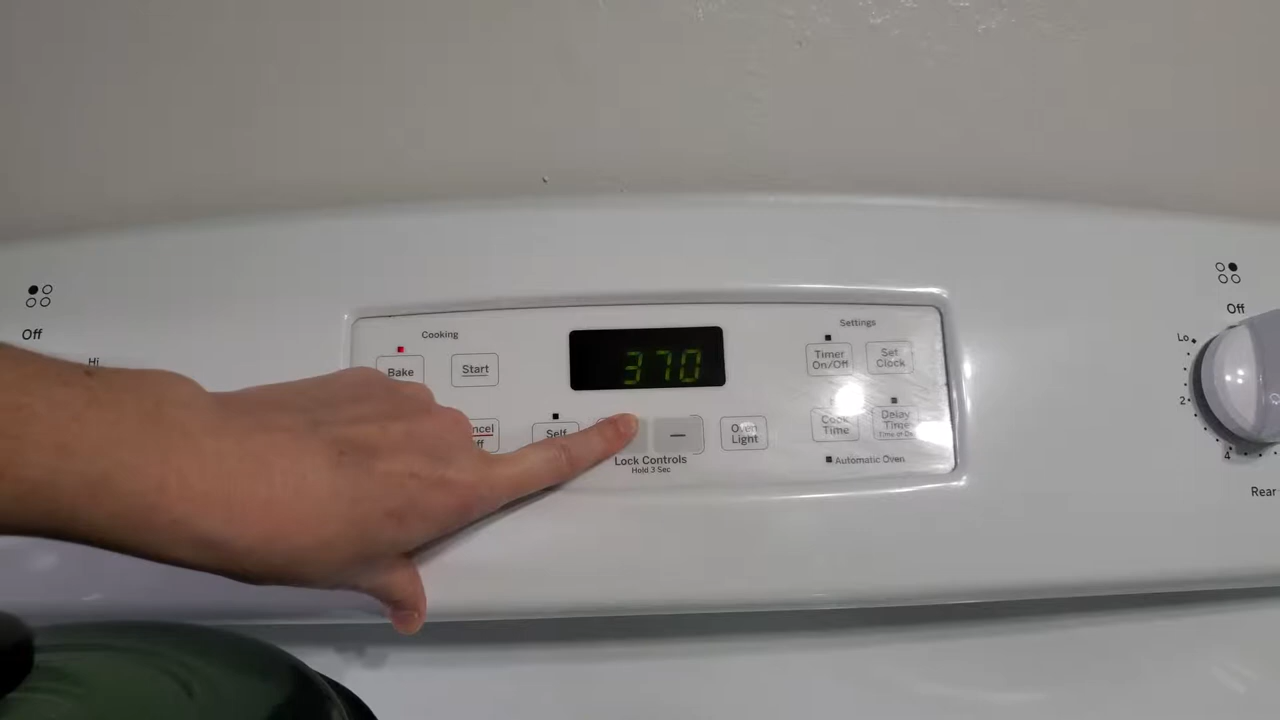 Off
Hi
Cooking
Bake
Start
Self
370
Lock Controls
Hold 3 Sec
Oven
Light
Settings
Timer
On/Off
Set
Clock
Cook
Time
Delay
Time
Automatic Oven
Off
Lo
2
4
Rear